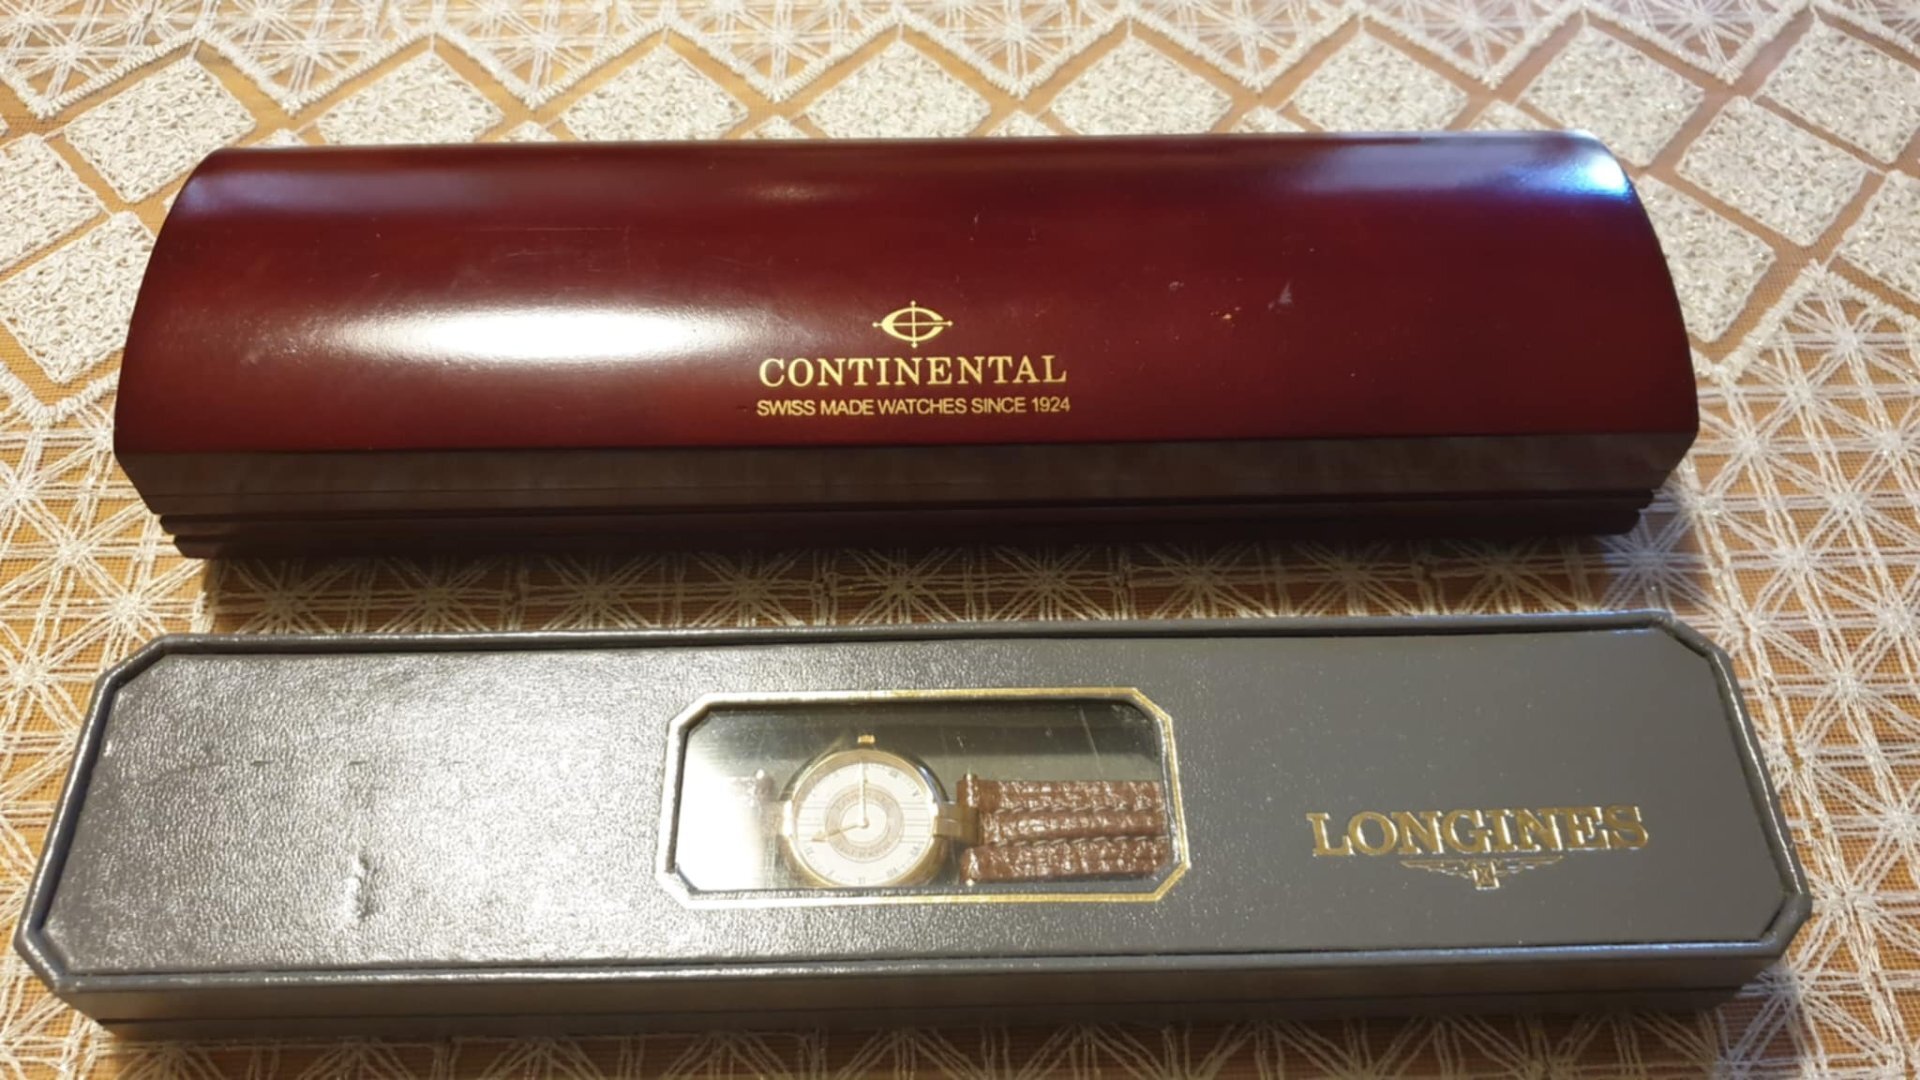 CONTINENTAL
SWISS MADE WATCHES SINCE 1924
LONGINES